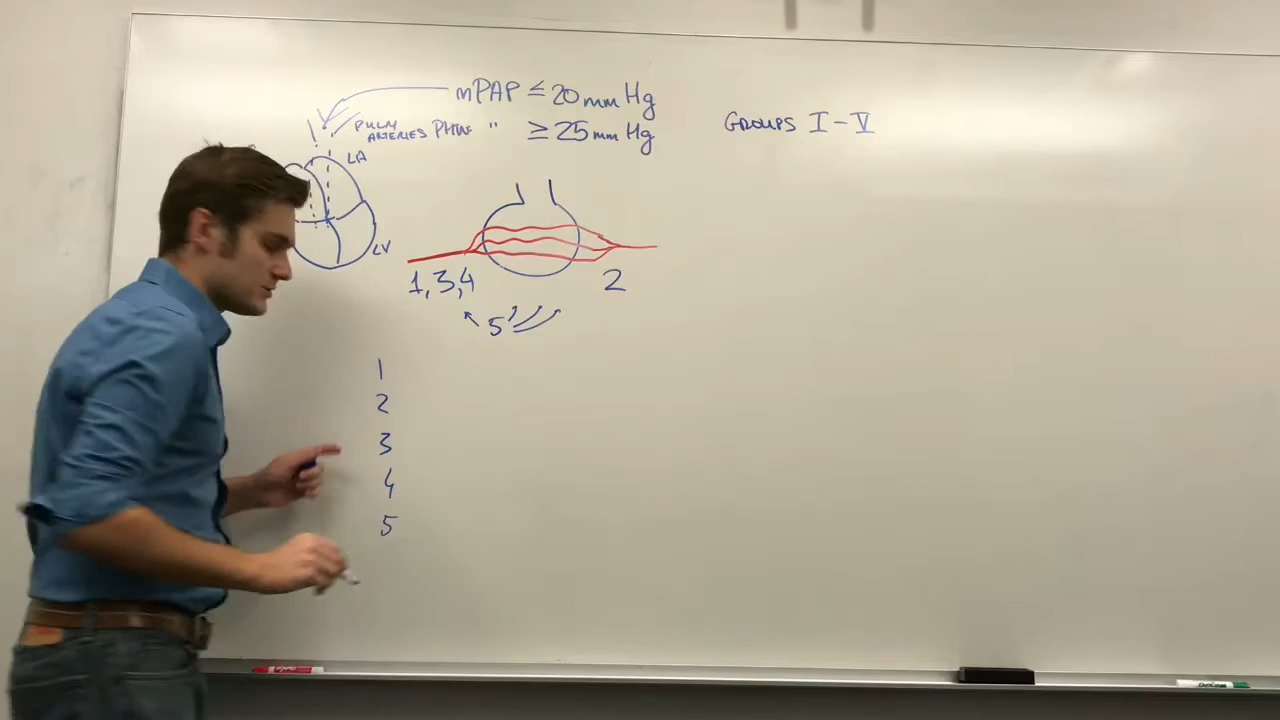 mPAP ≤ 20 mm Hg
PULM
ARTERIES PHTN " ≥ 25 mm Hg
GROUPS I - V
LA
LV
1, 3, 4
2
5
1
2
3
4
5